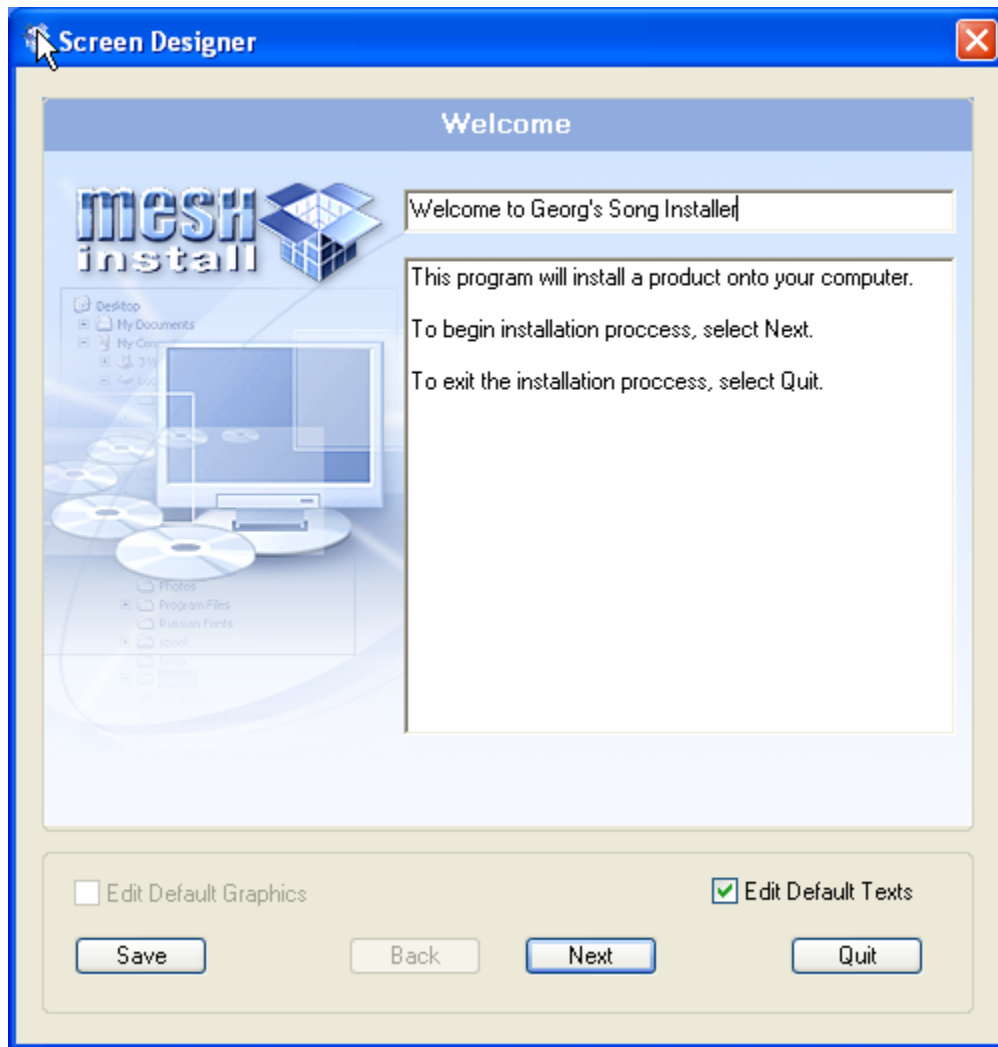 Screen Designer
Welcome
mesh
install
Welcome to Georg's Song Installer
This program will install a product onto your computer.
To begin installation proccess, select Next.
To exit the installation proccess, select Quit.
Desktop
My Documents
Photos
Program Files
Russian Fonts
spool
temp
Edit Default Graphics
Edit Default Texts
Save
Back
Next
Quit